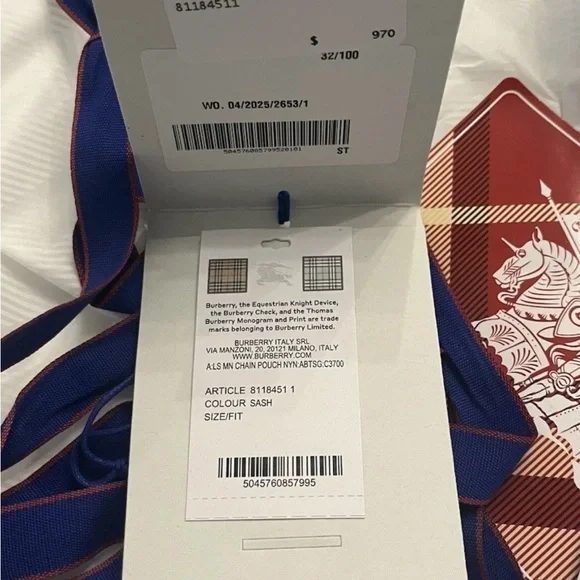 81184511
$ 970
32/100
WO. 04/2025/2653/1
ST
Burberry, the Equestrian Knight Device,
the Burberry Check, and the Thomas
Burberry Monogram and Print are trade
marks belonging to Burberry Limited.
BURBERRY ITALY SRL
VIA MANZONI, 20, 20121 MILANO, ITALY
WWW.BURBERRY.COM
A:LS MN CHAIN POUCH NYN:ABTSG:C3700
ARTICLE 8118451 1
COLOUR SASH
SIZE/FIT
5045760857995